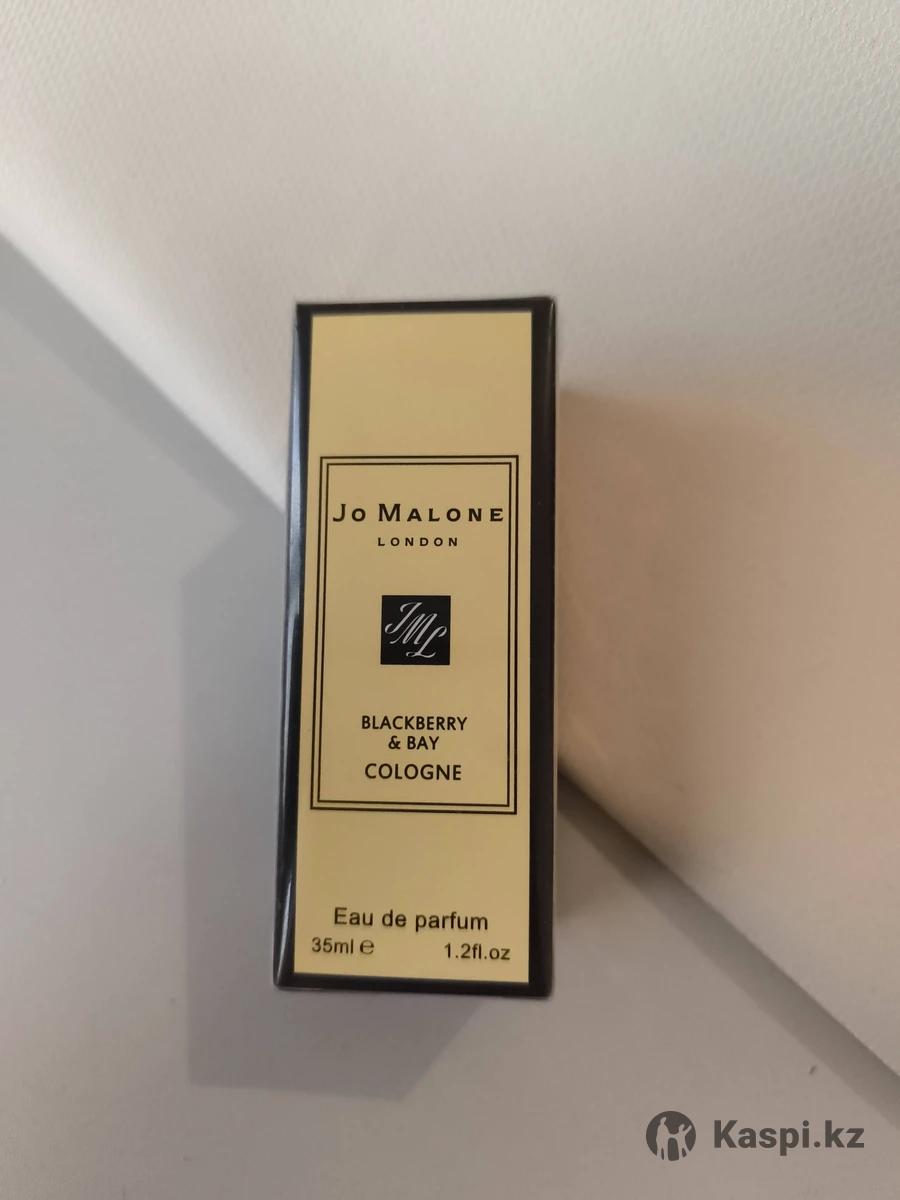 Jo Malone
LONDON
JML
BLACKBERRY
& BAY
COLOGNE
Eau de parfum
35ml ℮ 1.2fl.oz
Kaspi.kz